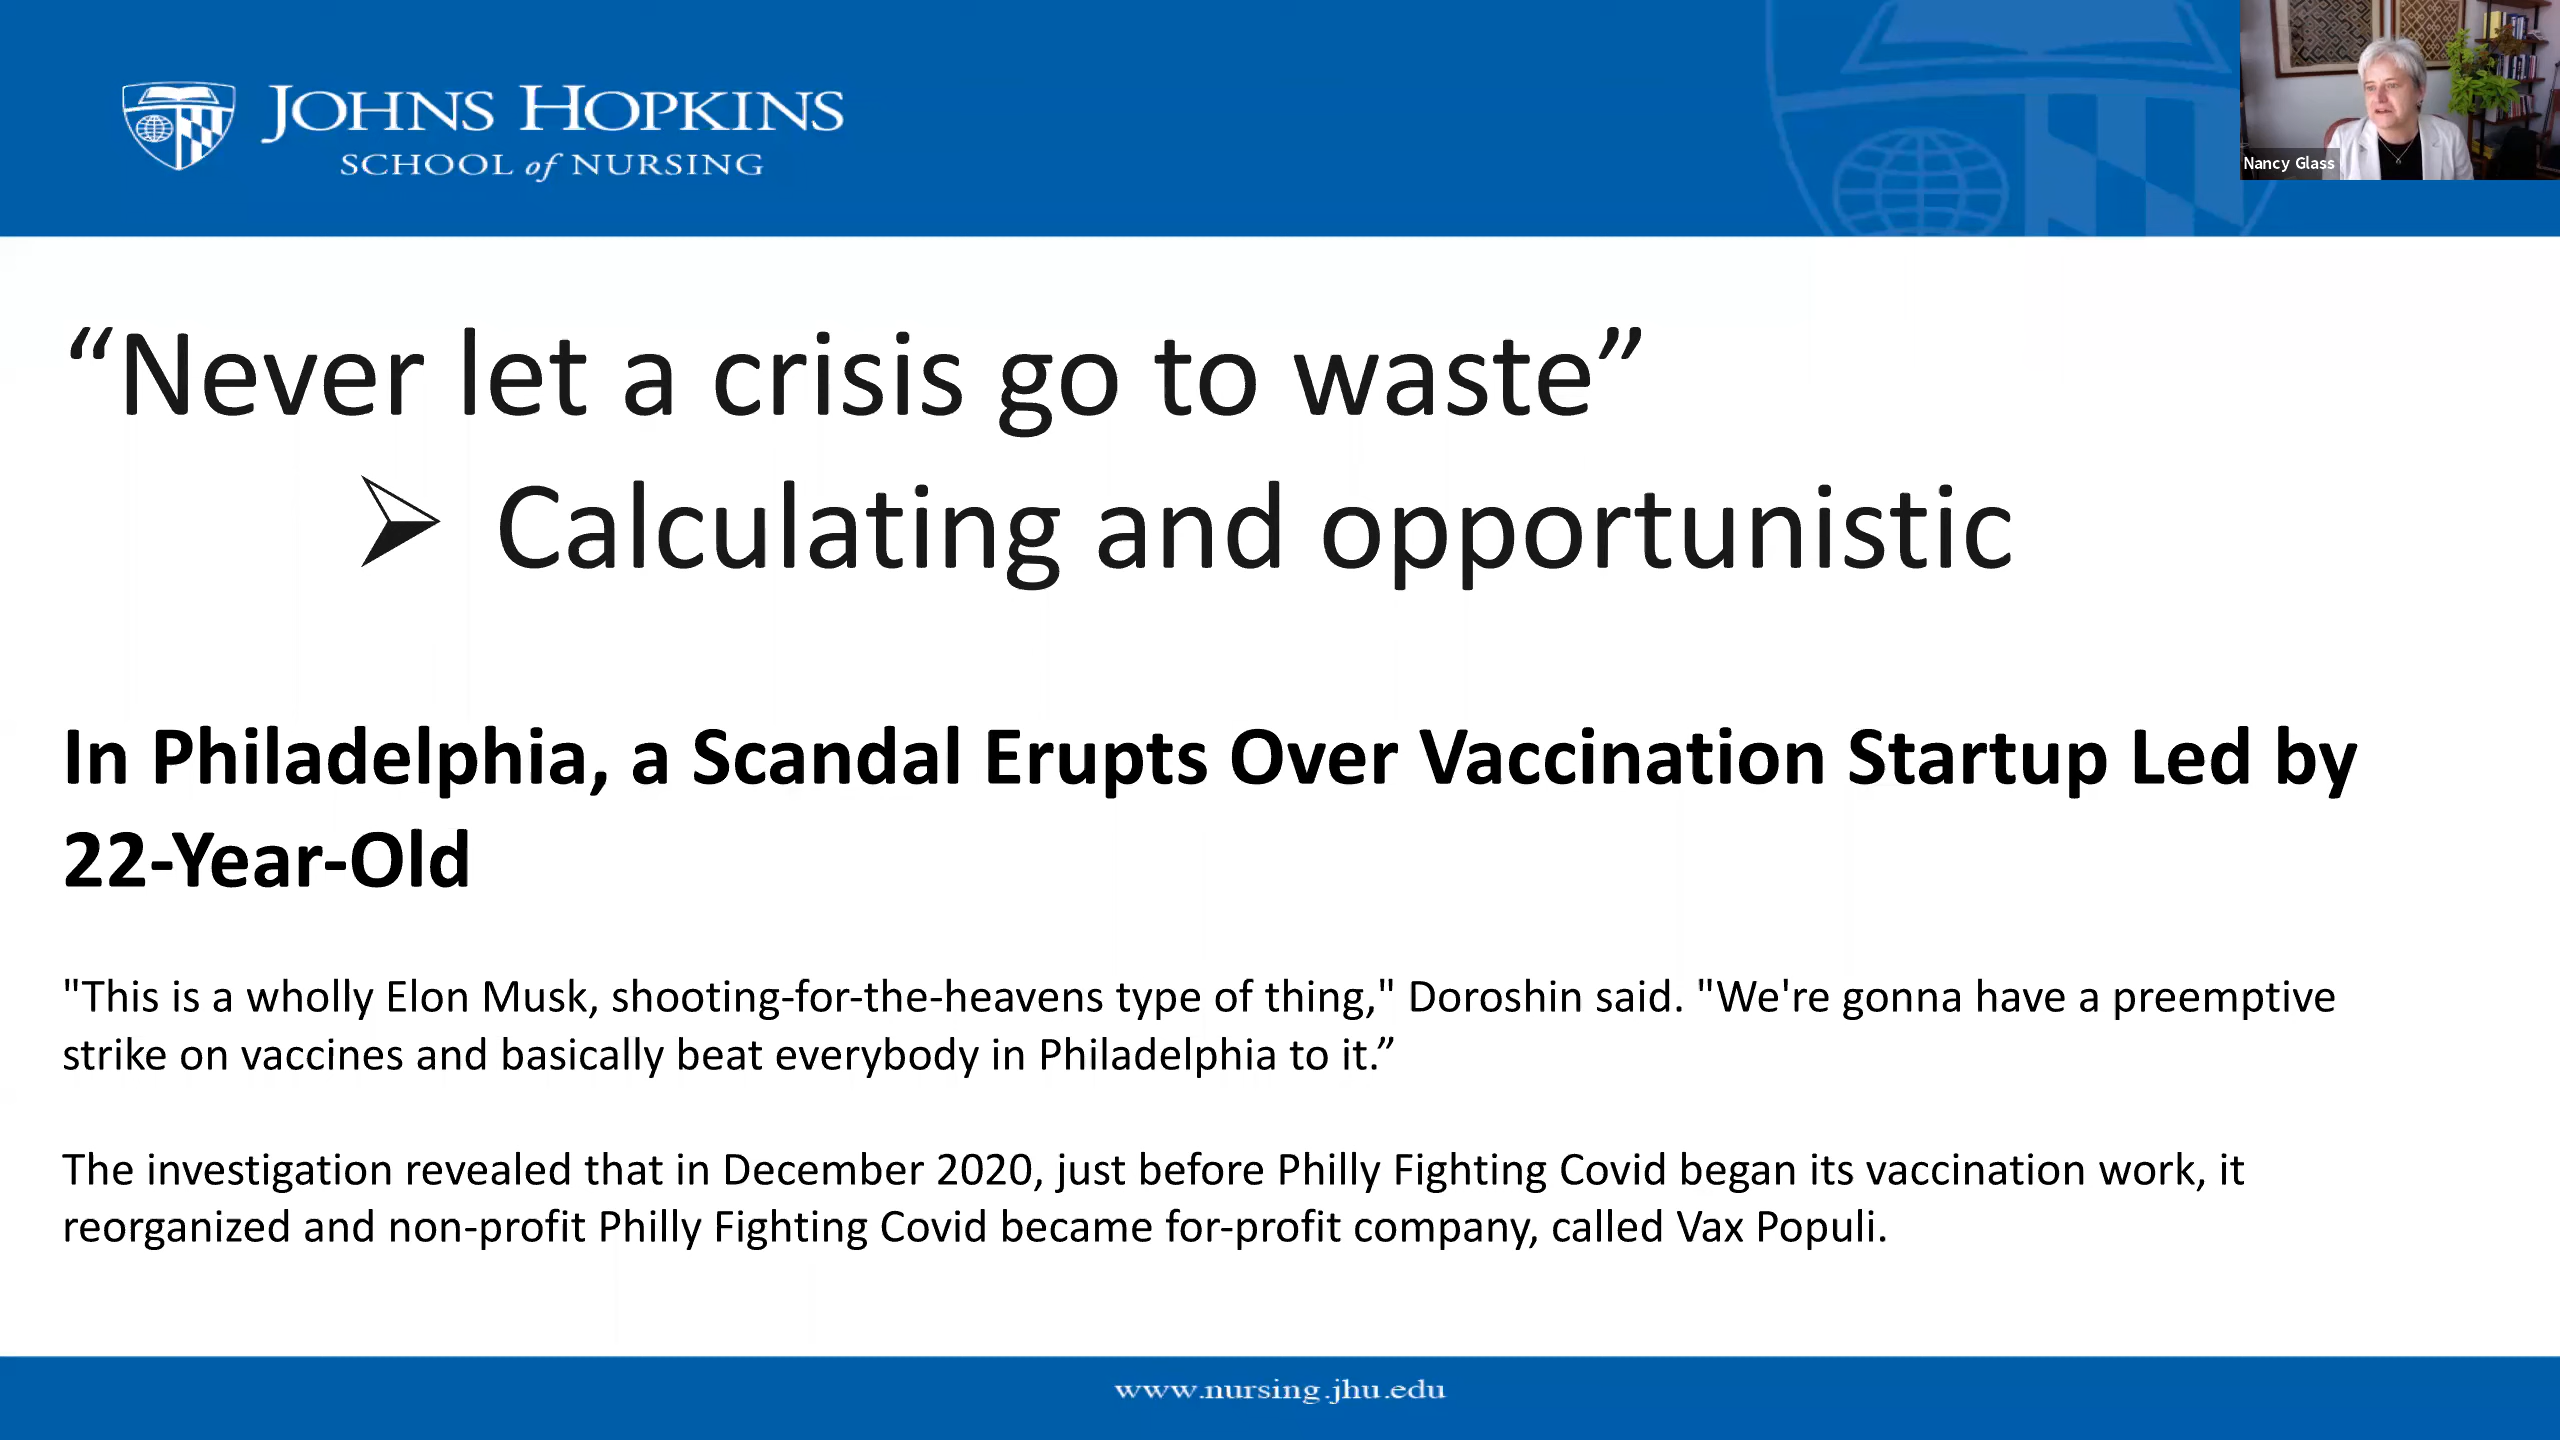 JOHNS HOPKINS
SCHOOL of NURSING
Nancy Glass
“Never let a crisis go to waste”
➢ Calculating and opportunistic
In Philadelphia, a Scandal Erupts Over Vaccination Startup Led by
22-Year-Old
"This is a wholly Elon Musk, shooting-for-the-heavens type of thing," Doroshin said. "We're gonna have a preemptive
strike on vaccines and basically beat everybody in Philadelphia to it.”
The investigation revealed that in December 2020, just before Philly Fighting Covid began its vaccination work, it
reorganized and non-profit Philly Fighting Covid became for-profit company, called Vax Populi.
www.nursing.jhu.edu